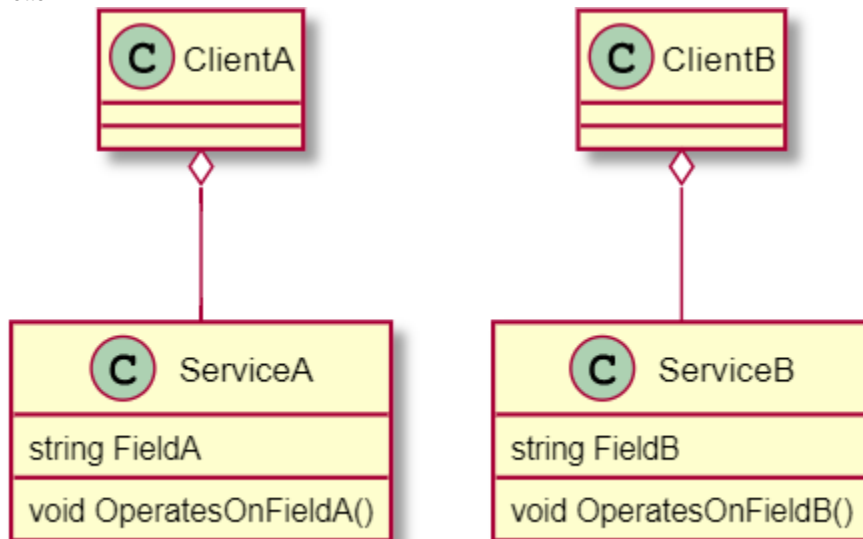 C ClientA
C ClientB
C ServiceA
string FieldA
void OperatesOnFieldA()
C ServiceB
string FieldB
void OperatesOnFieldB()